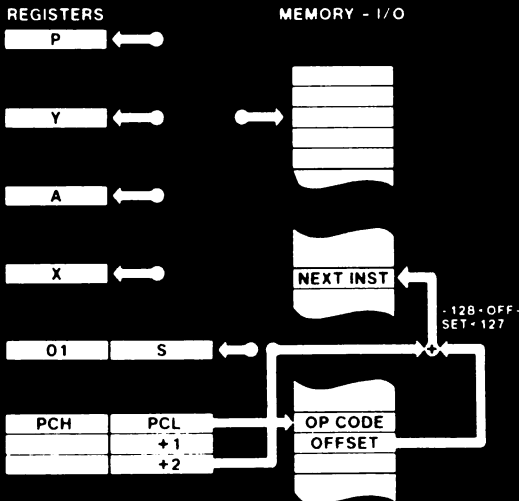 REGISTERS
MEMORY - I/O
P
Y
A
X
NEXT INST
-128<OFF-
SET<127
01 S
PCH PCL
+1
+2
OP CODE
OFFSET
+